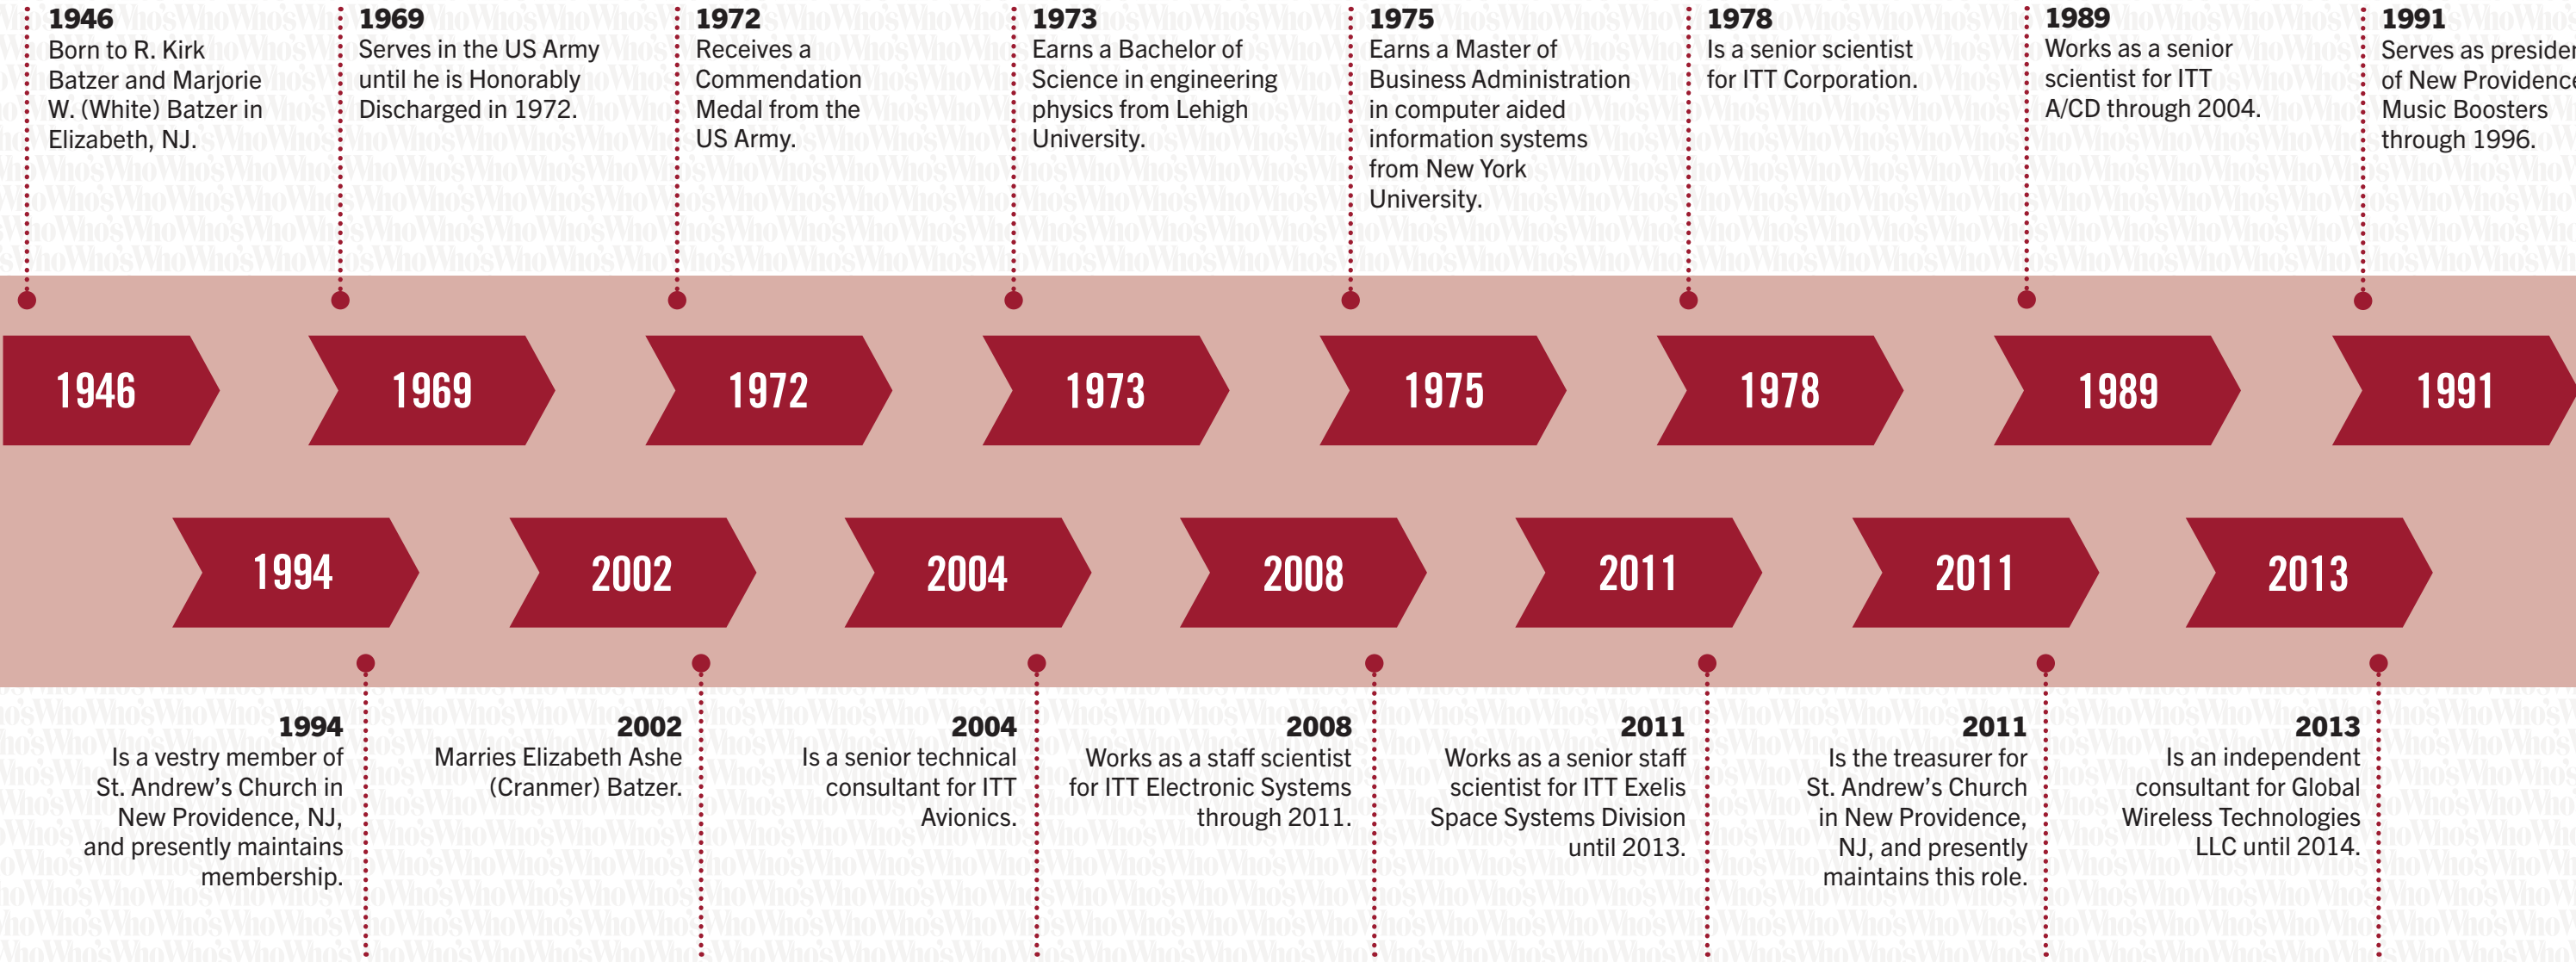 1946
Born to R. Kirk
Batzer and Marjorie
W. (White) Batzer in
Elizabeth, NJ.
1969
Serves in the US Army
until he is Honorably
Discharged in 1972.
1972
Receives a
Commendation
Medal from the
US Army.
1973
Earns a Bachelor of
Science in engineering
physics from Lehigh
University.
1975
Earns a Master of
Business Administration
in computer aided
information systems
from New York
University.
1978
Is a senior scientist
for ITT Corporation.
1989
Works as a senior
scientist for ITT
A/CD through 2004.
1991
Serves as presiden
of New Providence
Music Boosters
through 1996.
1946
1969
1972
1973
1975
1978
1989
1991
1994
2002
2004
2008
2011
2011
2013
1994
Is a vestry member of
St. Andrew’s Church in
New Providence, NJ,
and presently maintains
membership.
2002
Marries Elizabeth Ashe
(Cranmer) Batzer.
2004
Is a senior technical
consultant for ITT
Avionics.
2008
Works as a staff scientist
for ITT Electronic Systems
through 2011.
2011
Works as a senior staff
scientist for ITT Exelis
Space Systems Division
until 2013.
2011
Is the treasurer for
St. Andrew’s Church
in New Providence,
NJ, and presently
maintains this role.
2013
Is an independent
consultant for Global
Wireless Technologies
LLC until 2014.